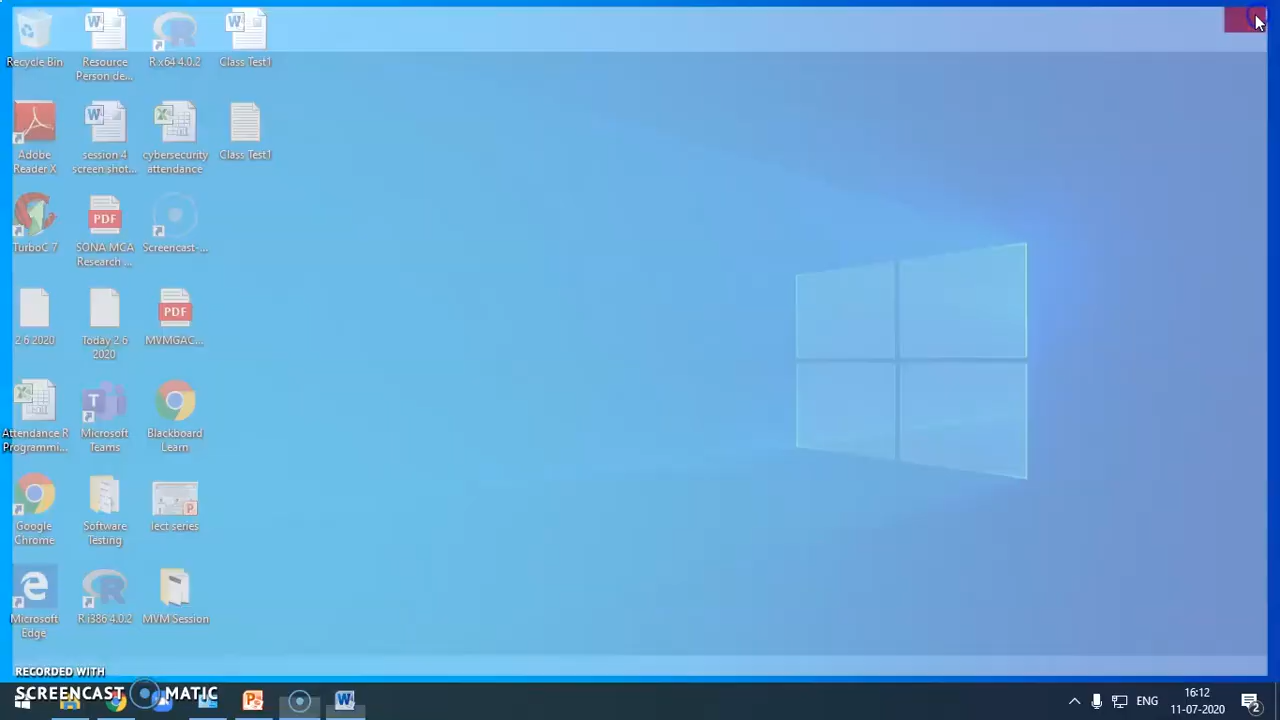 Recycle Bin
Resource
Person de...
R x64 4.0.2
Class Test1
Adobe
Reader X
session 4
screen shot...
cybersecurity
attendance
Class Test1
TurboC 7
PDF
SONA MCA
Research ...
Screencast-...
2 6 2020
Today 2 6
2020
PDF
MVMGAC...
Attendance R
Programmi...
Microsoft
Teams
Blackboard
Learn
Google
Chrome
Software
Testing
lect series
Microsoft
Edge
R i386 4.0.2
MVM Session
RECORDED WITH
SCREENCAST MATIC
ENG
16:12
11-07-2020
2